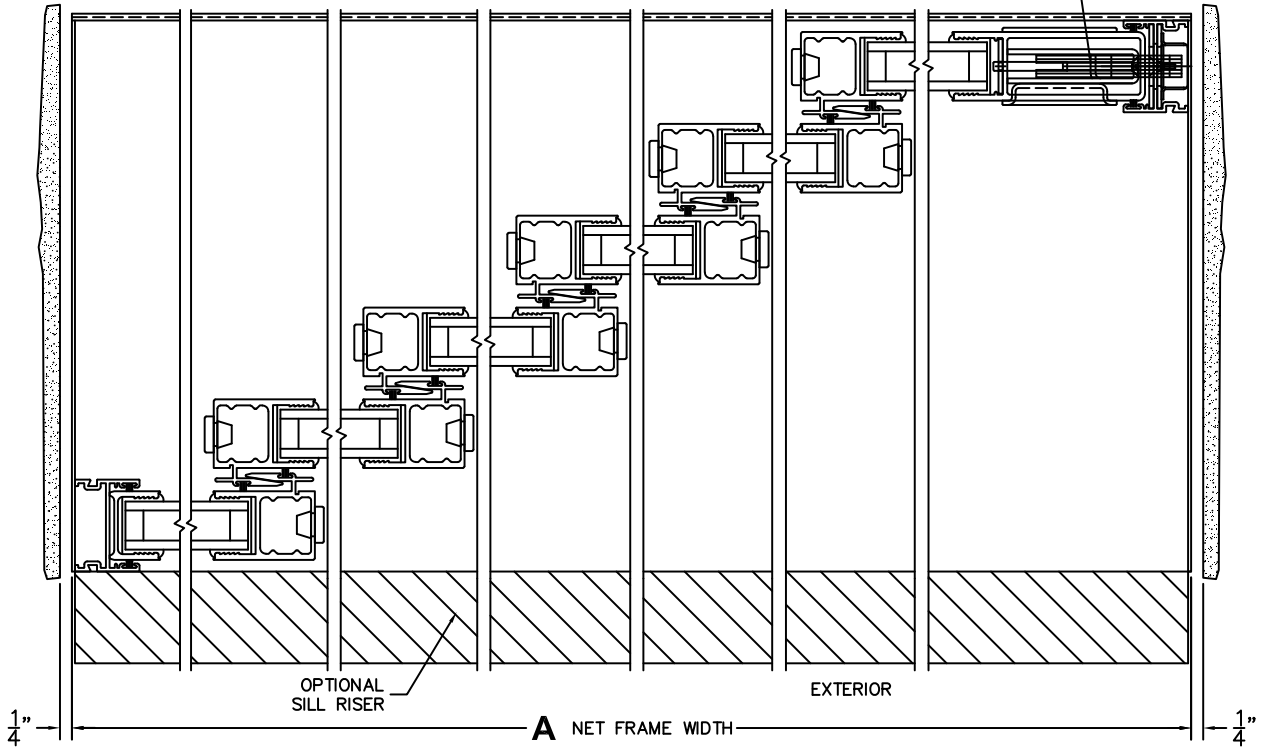 OPTIONAL
SILL RISER
EXTERIOR
1/4"
A NET FRAME WIDTH
1/4"